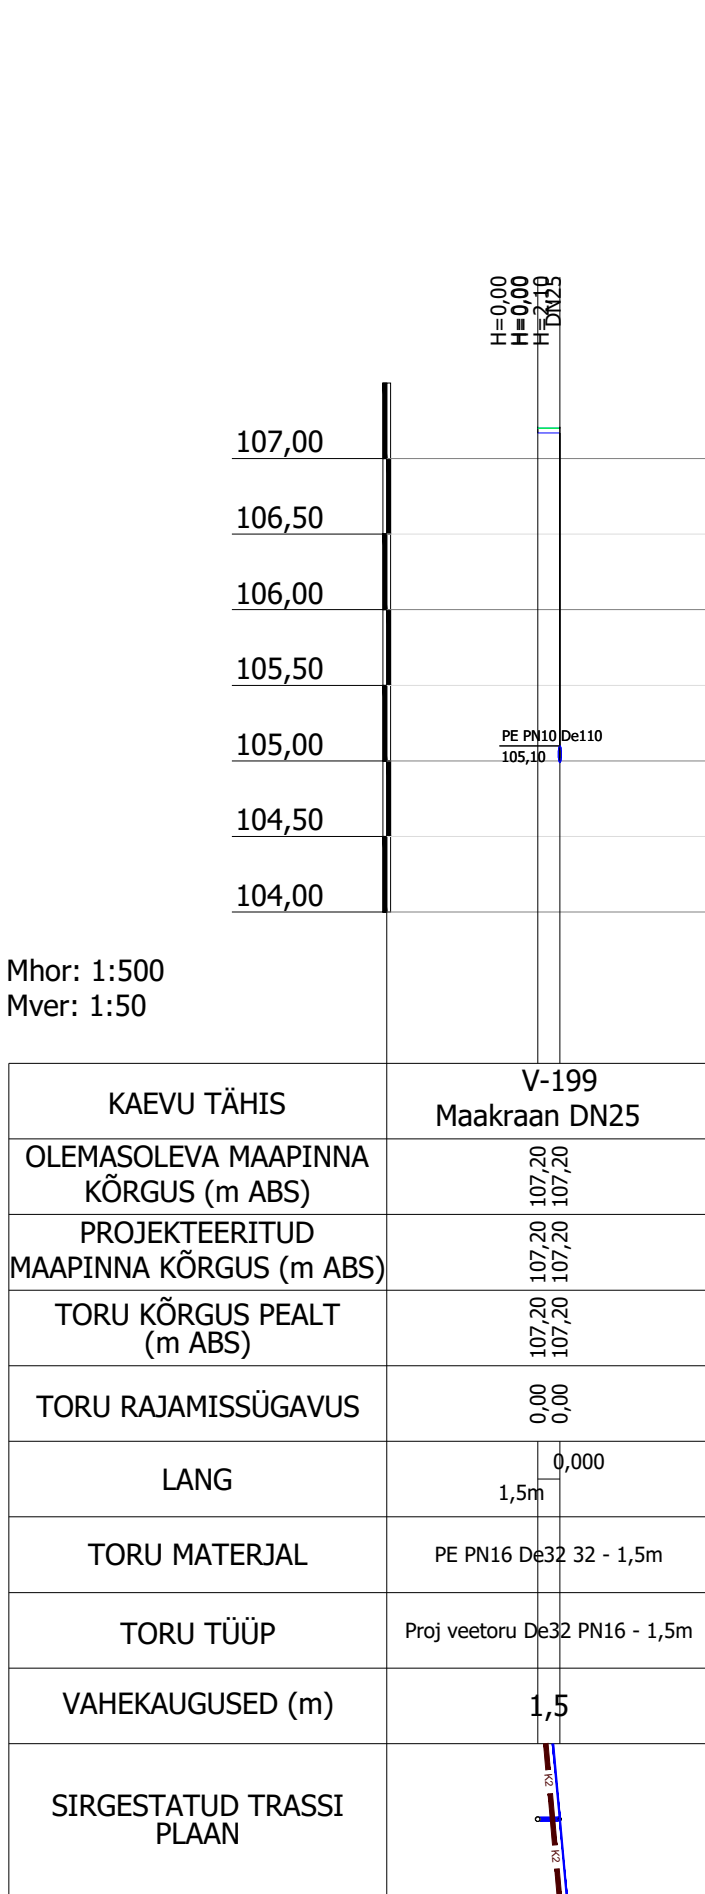 H=0,00
H=0,00
H=2,10
DN25
107,00
106,50
106,00
105,50
105,00
104,50
104,00
PE PN10 De110
105,10
Mhor: 1:500
Mver: 1:50
KAEVU TÄHIS
V-199
Maakraan DN25
OLEMASOLEVA MAAPINNA
KÕRGUS (m ABS)
107,20
107,20
PROJEKTEERITUD
MAAPINNA KÕRGUS (m ABS)
107,20
107,20
TORU KÕRGUS PEALT
(m ABS)
107,20
107,20
TORU RAJAMISSÜGAVUS
0,00
0,00
LANG
0,000
1,5m
TORU MATERJAL
PE PN16 De32 32 - 1,5m
TORU TÜÜP
Proj veetoru De32 PN16 - 1,5m
VAHEKAUGUSED (m)
1,5
SIRGESTATUD TRASSI
PLAAN
K2
K2